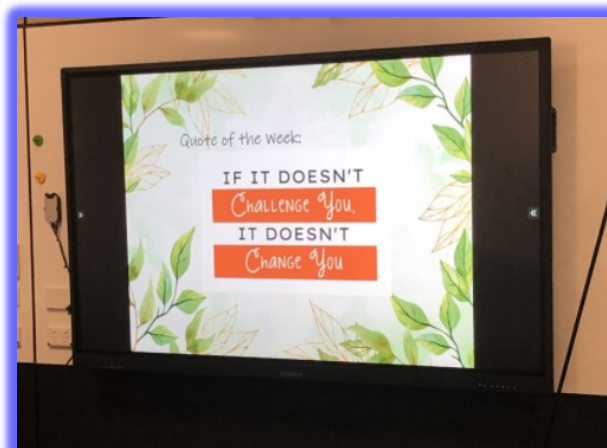 Quote of the Week:
IF IT DOESN'T
Challenge You,
IT DOESN'T
Change You